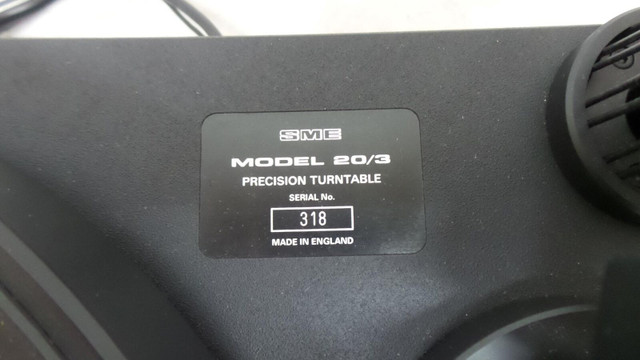 SME
MODEL 20/3
PRECISION TURNTABLE
SERIAL No.
318
MADE IN ENGLAND